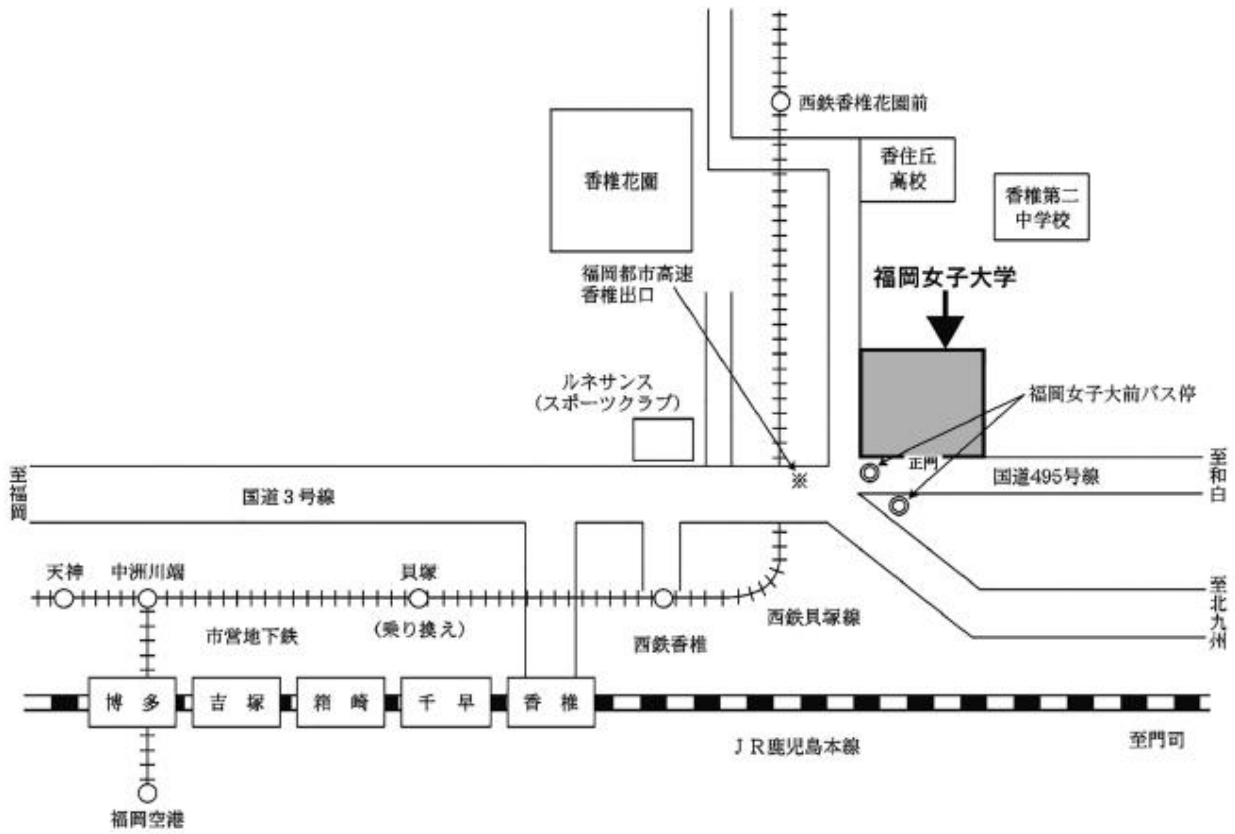 西鉄香椎花園前
香住丘
高校
香椎花園
香椎第二
中学校
福岡都市高速
香椎出口
福岡女子大学
ルネサンス
(スポーツクラブ)
福岡女子大前バス停
正門
至福岡
国道3号線
※
国道495号線
至和白
天神
中洲川端
貝塚
(乗り換え)
市営地下鉄
西鉄香椎
西鉄貝塚線
至北九州
博多
吉塚
箱崎
千早
香椎
JR鹿児島本線
至門司
福岡空港